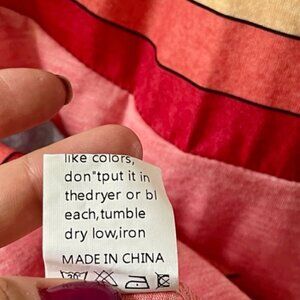 like colors,
don"tput it in
thedryer or bl
each,tumble
dry low,iron
MADE IN CHINA